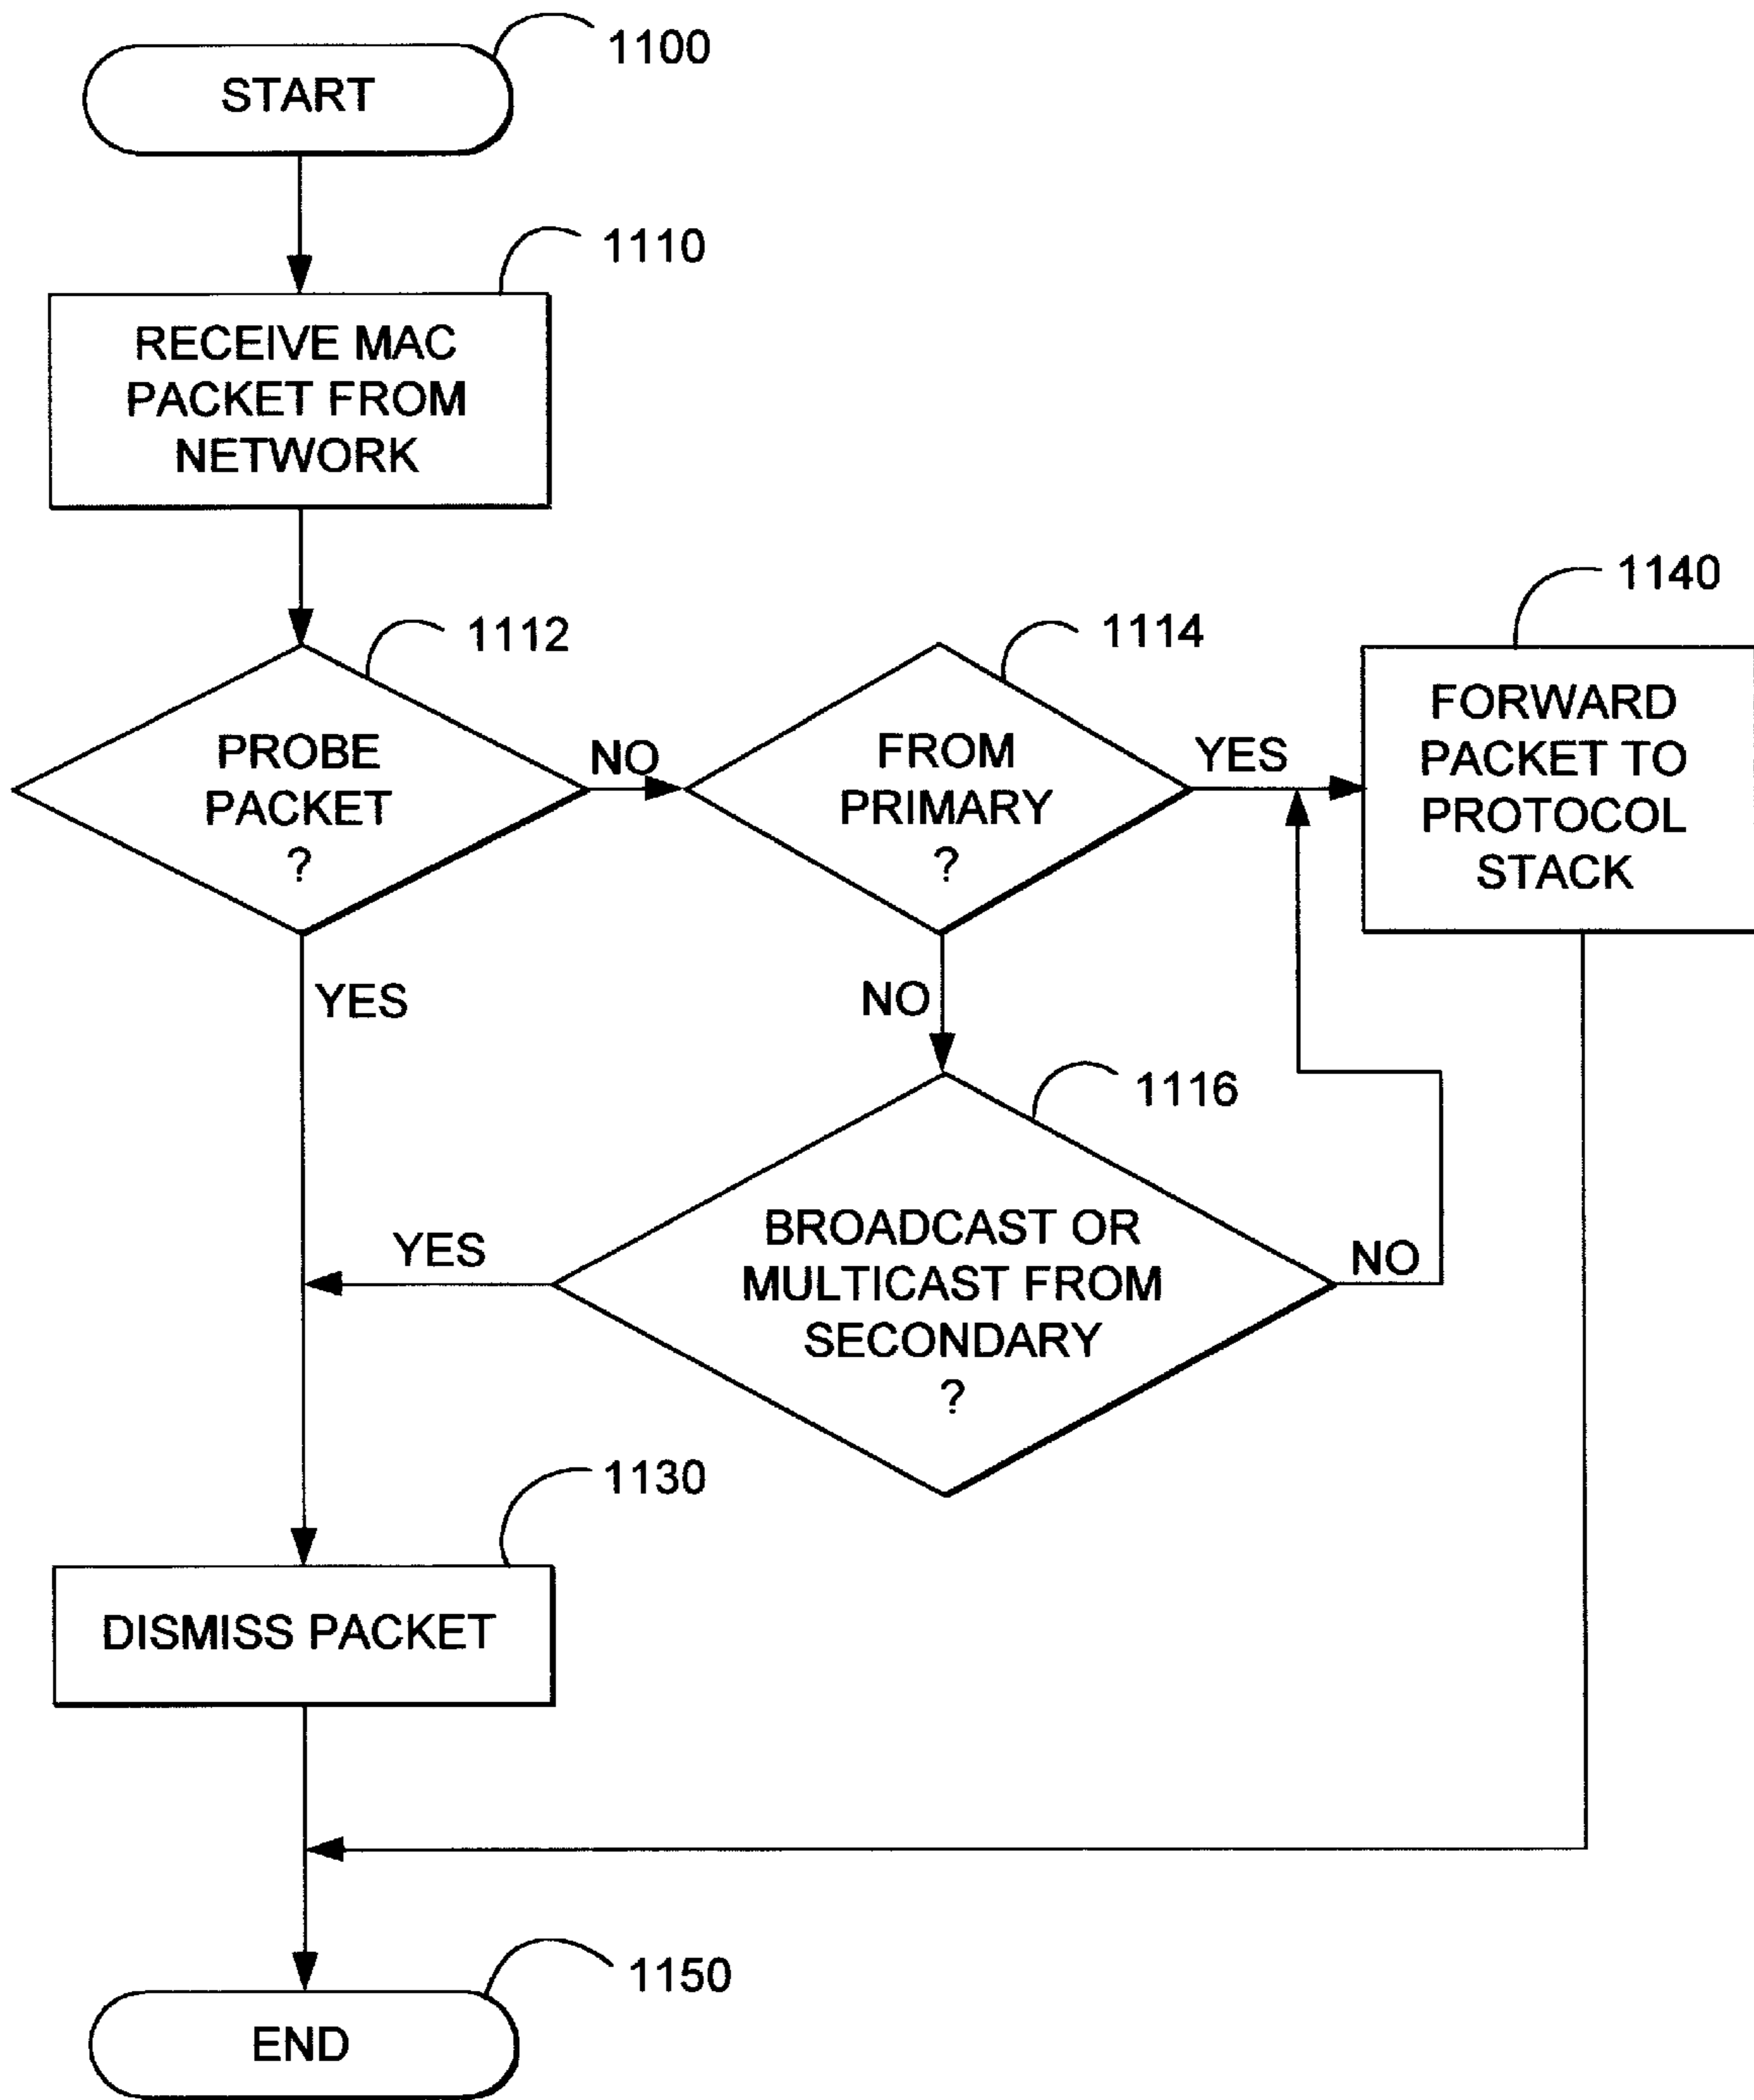 1100
START
1110
RECEIVE MAC
PACKET FROM
NETWORK
1140
1112
1114
PROBE
PACKET
?
NO
FROM
PRIMARY
?
YES
FORWARD
PACKET TO
PROTOCOL
STACK
YES
NO
1116
BROADCAST OR
MULTICAST FROM
SECONDARY
?
YES
NO
1130
DISMISS PACKET
1150
END